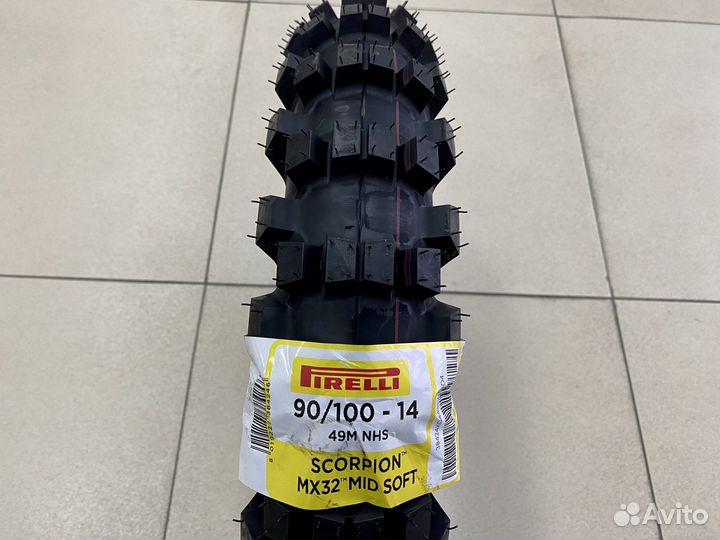 PIRELLI
90/100 - 14
49M NHS
SCORPION™
MX32™ MID SOFT
Avito